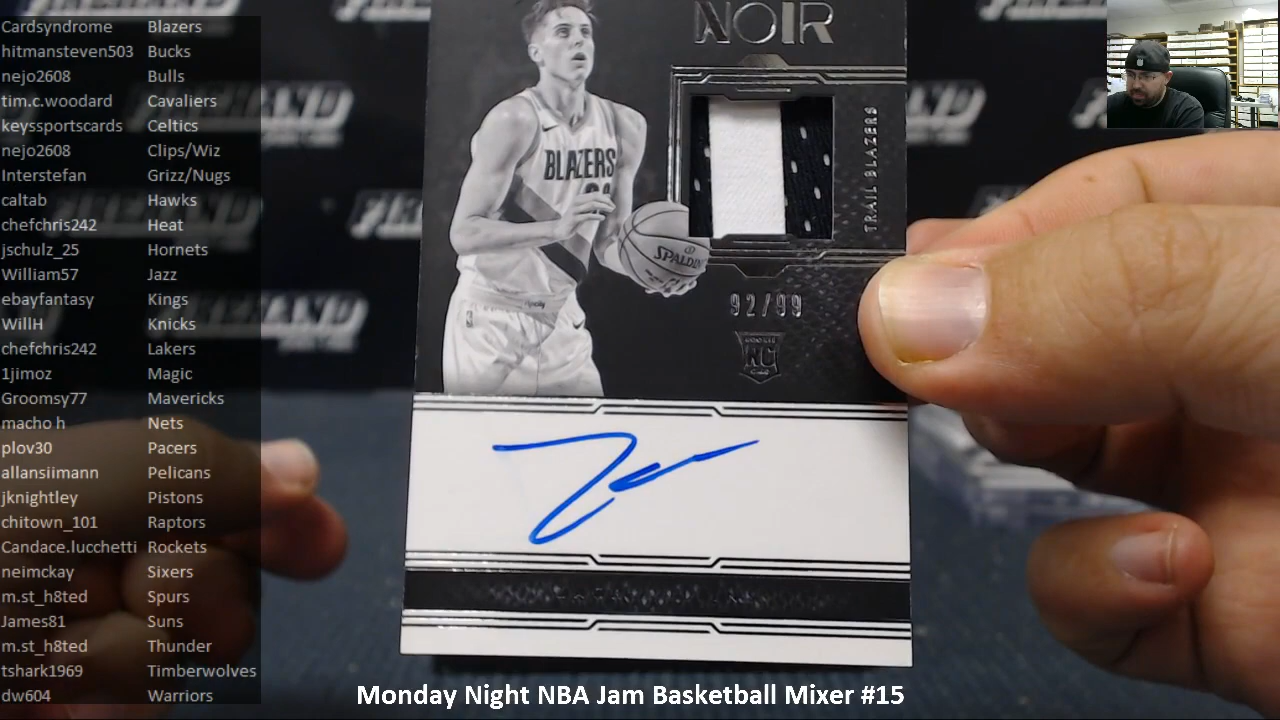 Cardsyndrome Blazers
hitmansteven503 Bucks
nejo2608 Bulls
tim.c.woodard Cavaliers
keyssportscards Celtics
nejo2608 Clips/Wiz
Interstefan Grizz/Nugs
caltab Hawks
chefchris242 Heat
jschulz_25 Hornets
William57 Jazz
ebayfantasy Kings
WillH Knicks
chefchris242 Lakers
1jimoz Magic
Groomsy77 Mavericks
macho h Nets
plov30 Pacers
allansiimann Pelicans
jknightley Pistons
chitown_101 Raptors
Candace.lucchetti Rockets
neimckay Sixers
m.st_h8ted Spurs
James81 Suns
m.st_h8ted Thunder
tshark1969 Timberwolves
dw604 Warriors
NOIR
TRAIL BLAZERS
BLAZERS
SPALDING
92/99
RC
Monday Night NBA Jam Basketball Mixer #15